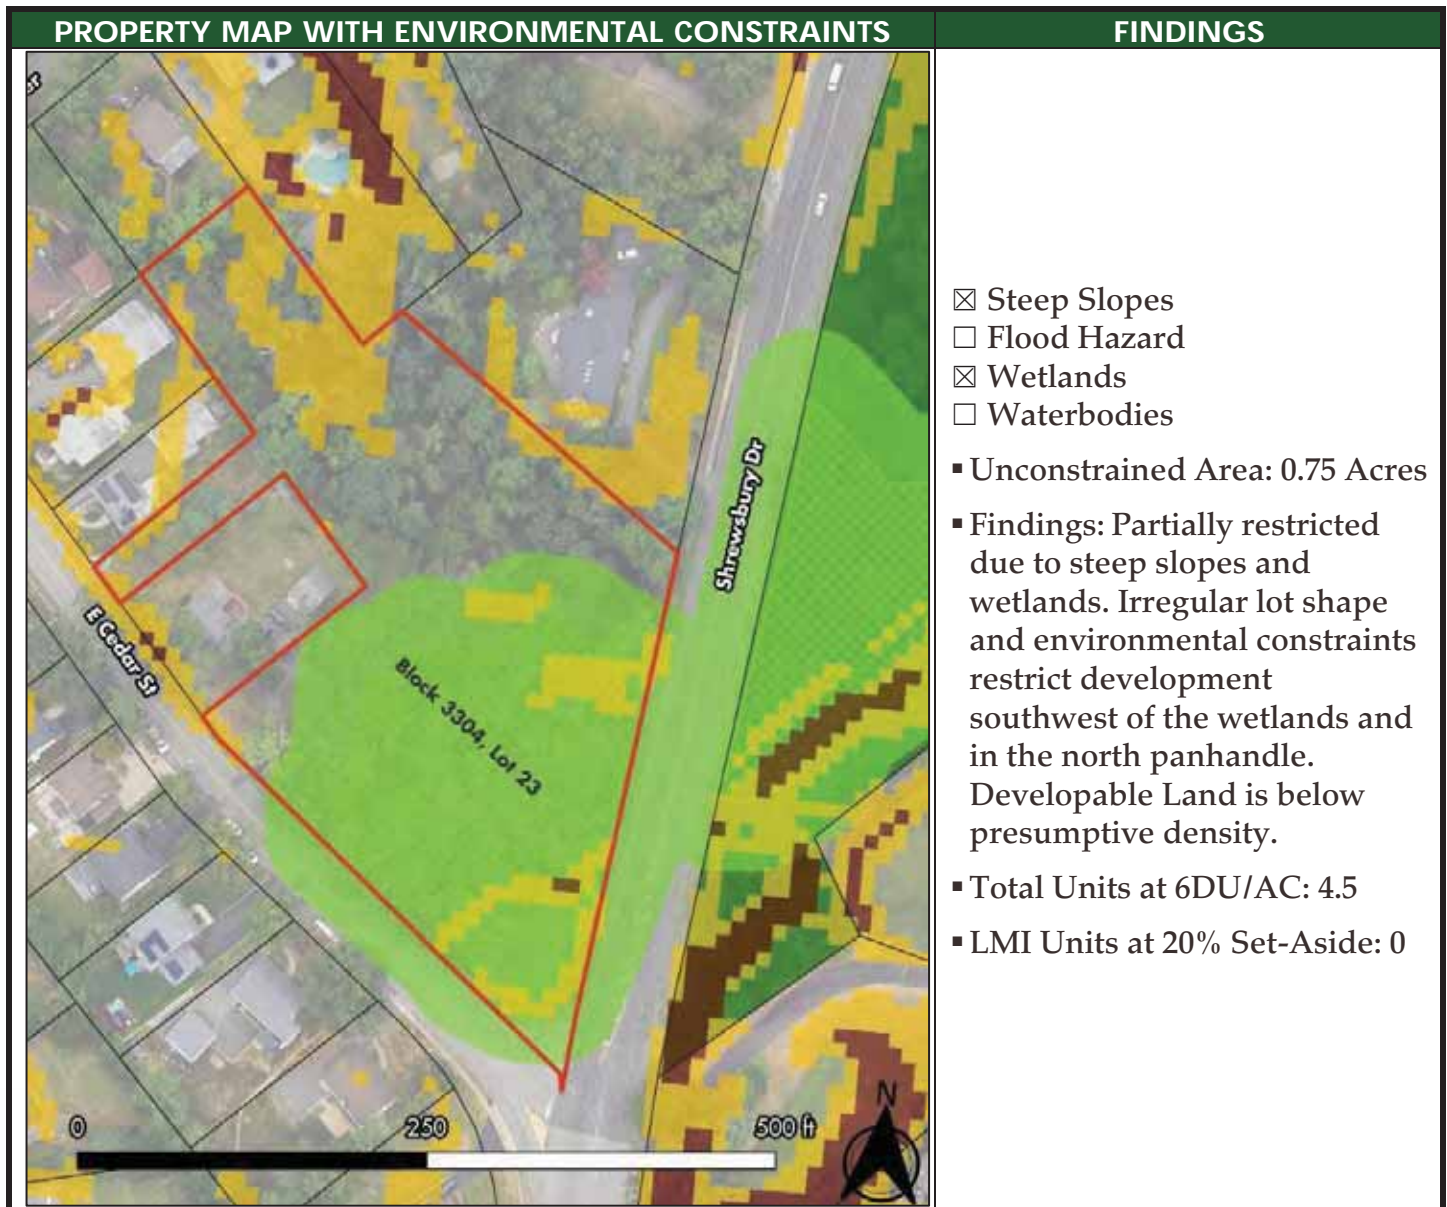 PROPERTY MAP WITH ENVIRONMENTAL CONSTRAINTS
FINDINGS
Shrewsbury Dr
E Cedar St
Block 3304, Lot 23
0
250
500 ft
N
☒ Steep Slopes
☐ Flood Hazard
☒ Wetlands
☐ Waterbodies
▪ Unconstrained Area: 0.75 Acres
▪ Findings: Partially restricted
due to steep slopes and
wetlands. Irregular lot shape
and environmental constraints
restrict development
southwest of the wetlands and
in the north panhandle.
Developable Land is below
presumptive density.
▪ Total Units at 6DU/AC: 4.5
▪ LMI Units at 20% Set-Aside: 0